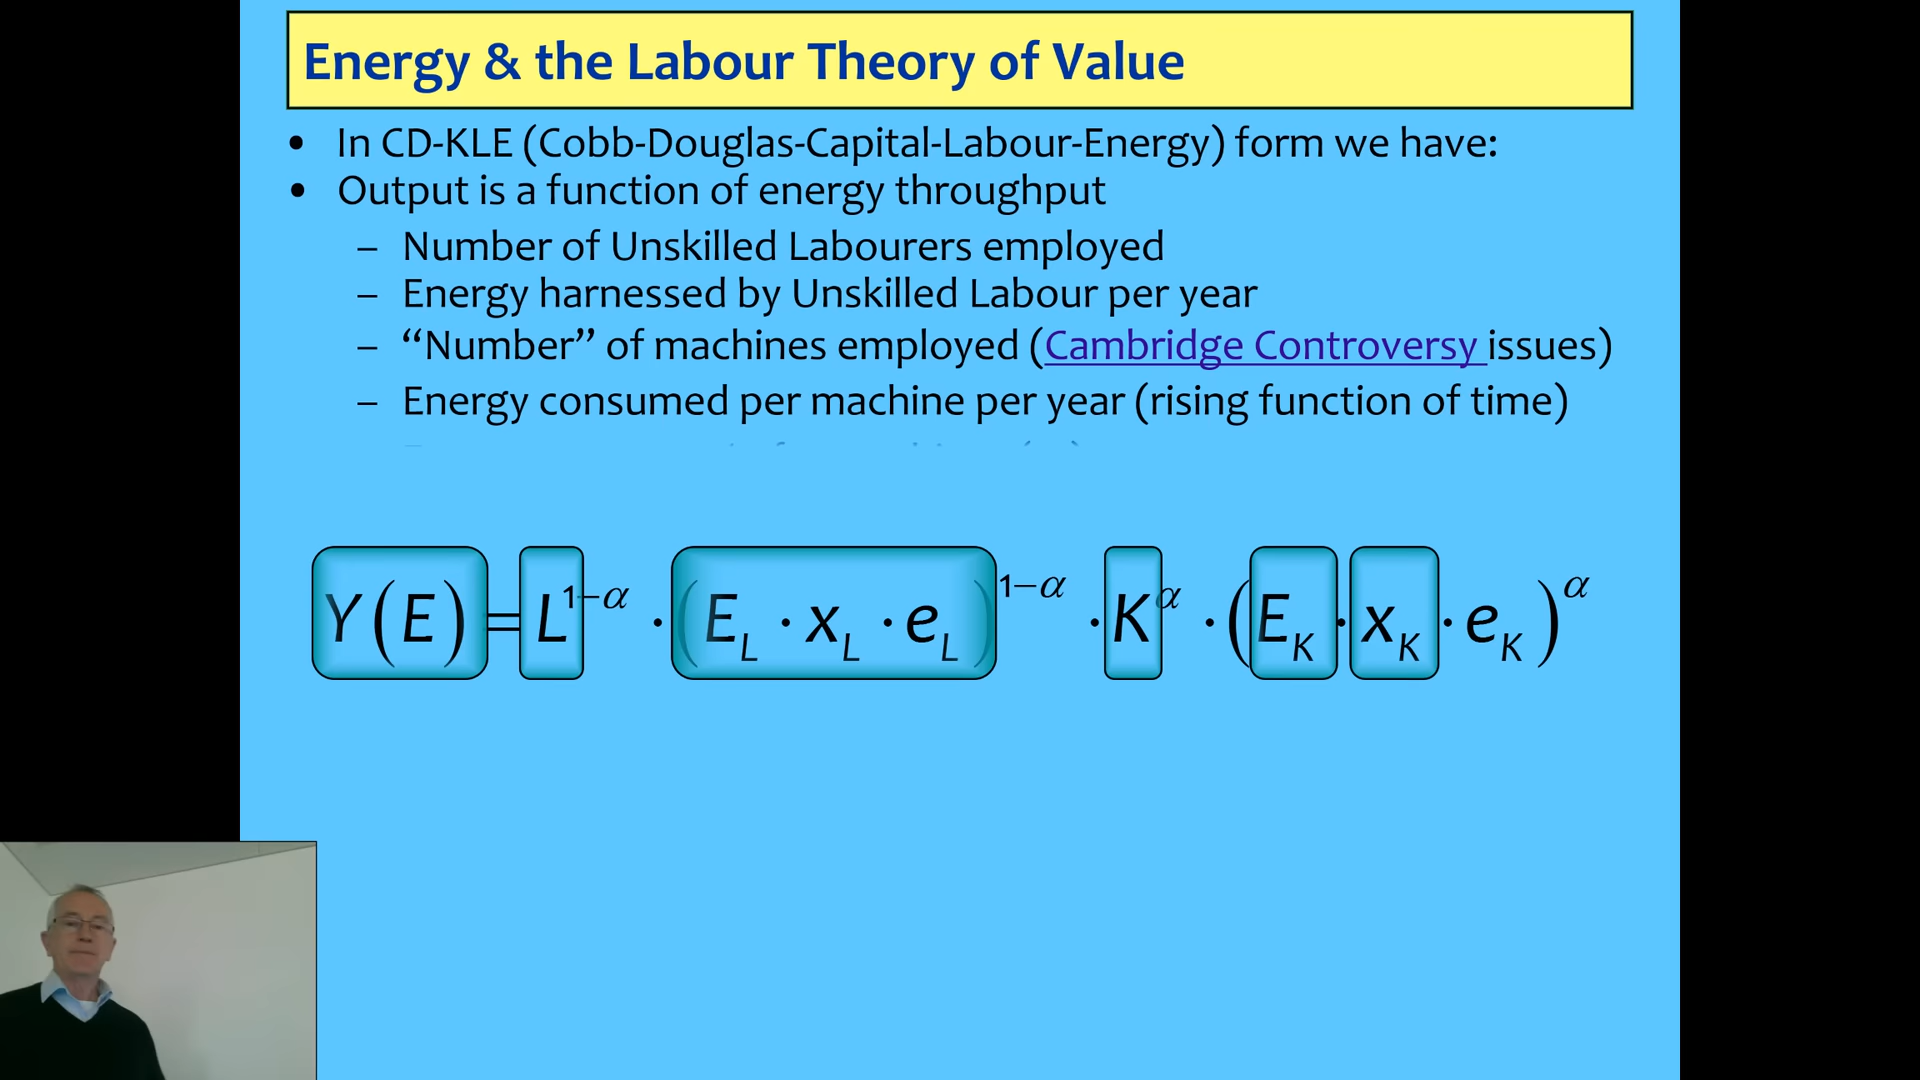 Energy & the Labour Theory of Value
• In CD-KLE (Cobb-Douglas-Capital-Labour-Energy) form we have:
• Output is a function of energy throughput
– Number of Unskilled Labourers employed
– Energy harnessed by Unskilled Labour per year
– “Number” of machines employed (Cambridge Controversy issues)
– Energy consumed per machine per year (rising function of time)
Y(E) = L^{1−α} · (E_L · x_L · e_L)^{1−α} · K^α · (E_K · x_K · e_K)^α